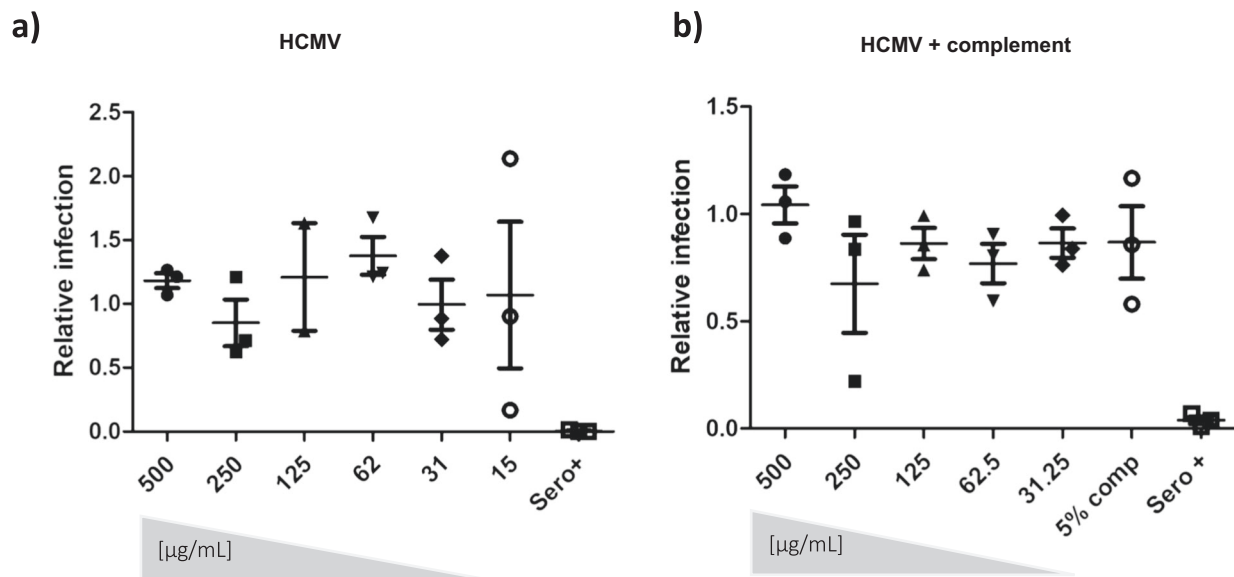 a)
HCMV
Relative infection
2.5
2.0
1.5
1.0
0.5
0.0
500
250
125
62
31
15
Sero+
[µg/mL]
b)
HCMV + complement
Relative infection
1.5
1.0
0.5
0.0
500
250
125
62.5
31.25
5% comp
Sero +
[µg/mL]